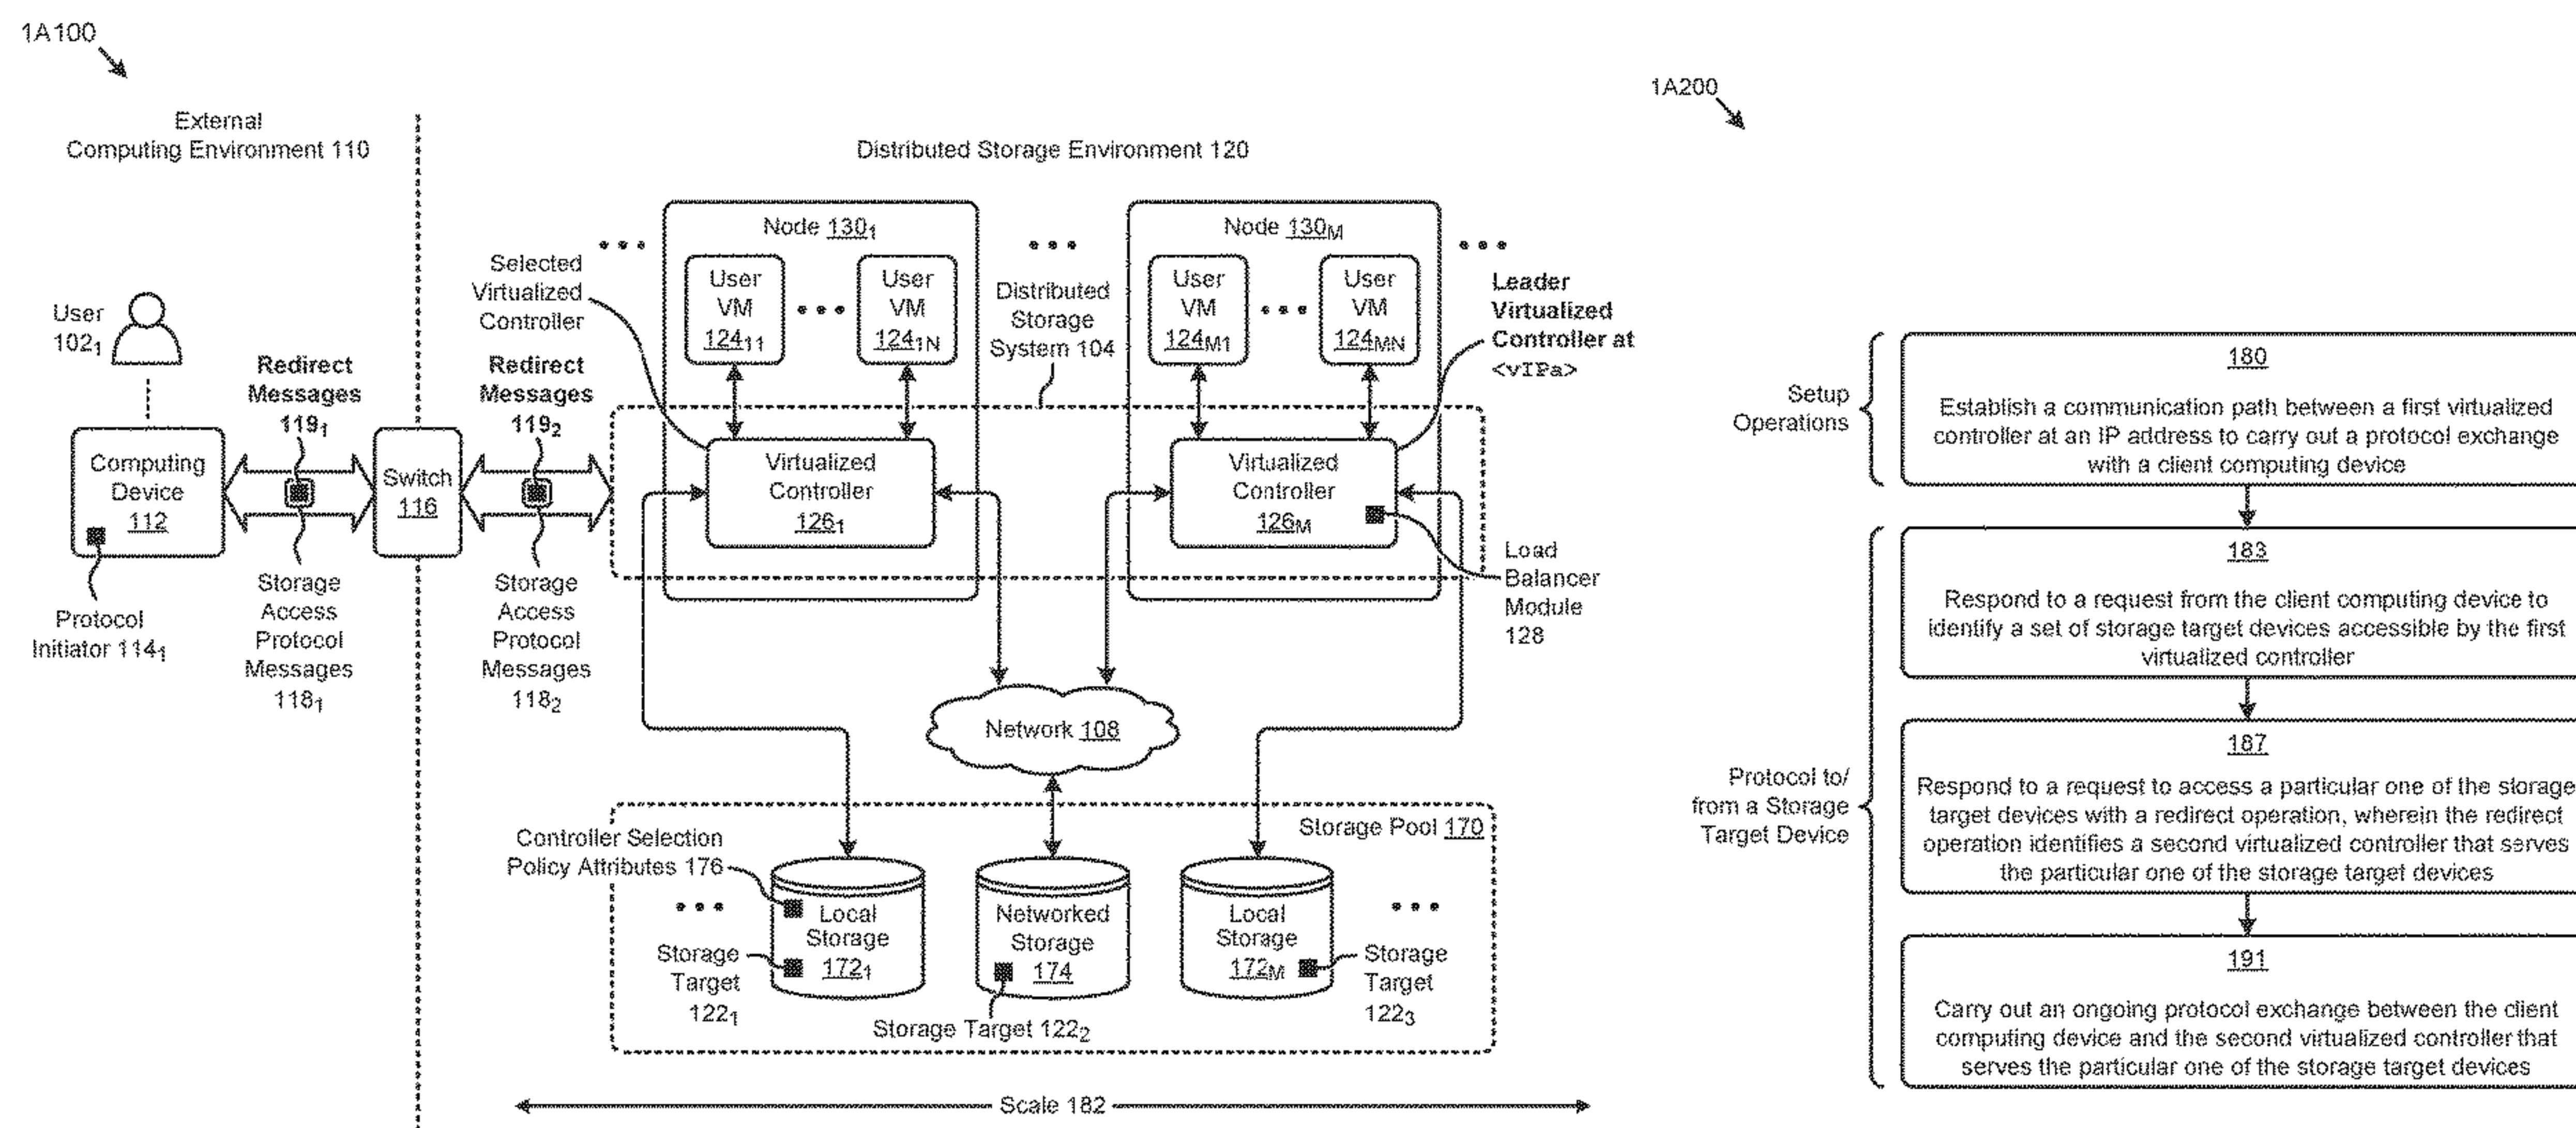 1A100
External
Computing Environment 110
Distributed Storage Environment 120
User
102₁
Redirect
Messages
119₁
Redirect
Messages
119₂
Computing
Device
112
Switch
116
Protocol
Initiator 114₁
Storage
Access
Protocol
Messages
118₁
Storage
Access
Protocol
Messages
118₂
Selected
Virtualized
Controller
Node 130₁
User
VM
124₁₁
User
VM
124₁N
Distributed
Storage
System 104
Node 130M
User
VM
124M1
User
VM
124MN
Leader
Virtualized
Controller at
<vIPa>
Virtualized
Controller
126₁
Virtualized
Controller
126M
Load
Balancer
Module
128
Network 108
Storage Pool 170
Controller Selection
Policy Attributes 176
Local
Storage
172₁
Networked
Storage
174
Local
Storage
172M
Storage
Target
122₁
Storage Target 122₂
Storage
Target
122₃
Scale 182
1A200
Setup
Operations
180
Establish a communication path between a first virtualized
controller at an IP address to carry out a protocol exchange
with a client computing device
Protocol to/
from a Storage
Target Device
183
Respond to a request from the client computing device to
identify a set of storage target devices accessible by the first
virtualized controller
187
Respond to a request to access a particular one of the storage
target devices with a redirect operation, wherein the redirect
operation identifies a second virtualized controller that serves
the particular one of the storage target devices
191
Carry out an ongoing protocol exchange between the client
computing device and the second virtualized controller that
serves the particular one of the storage target devices